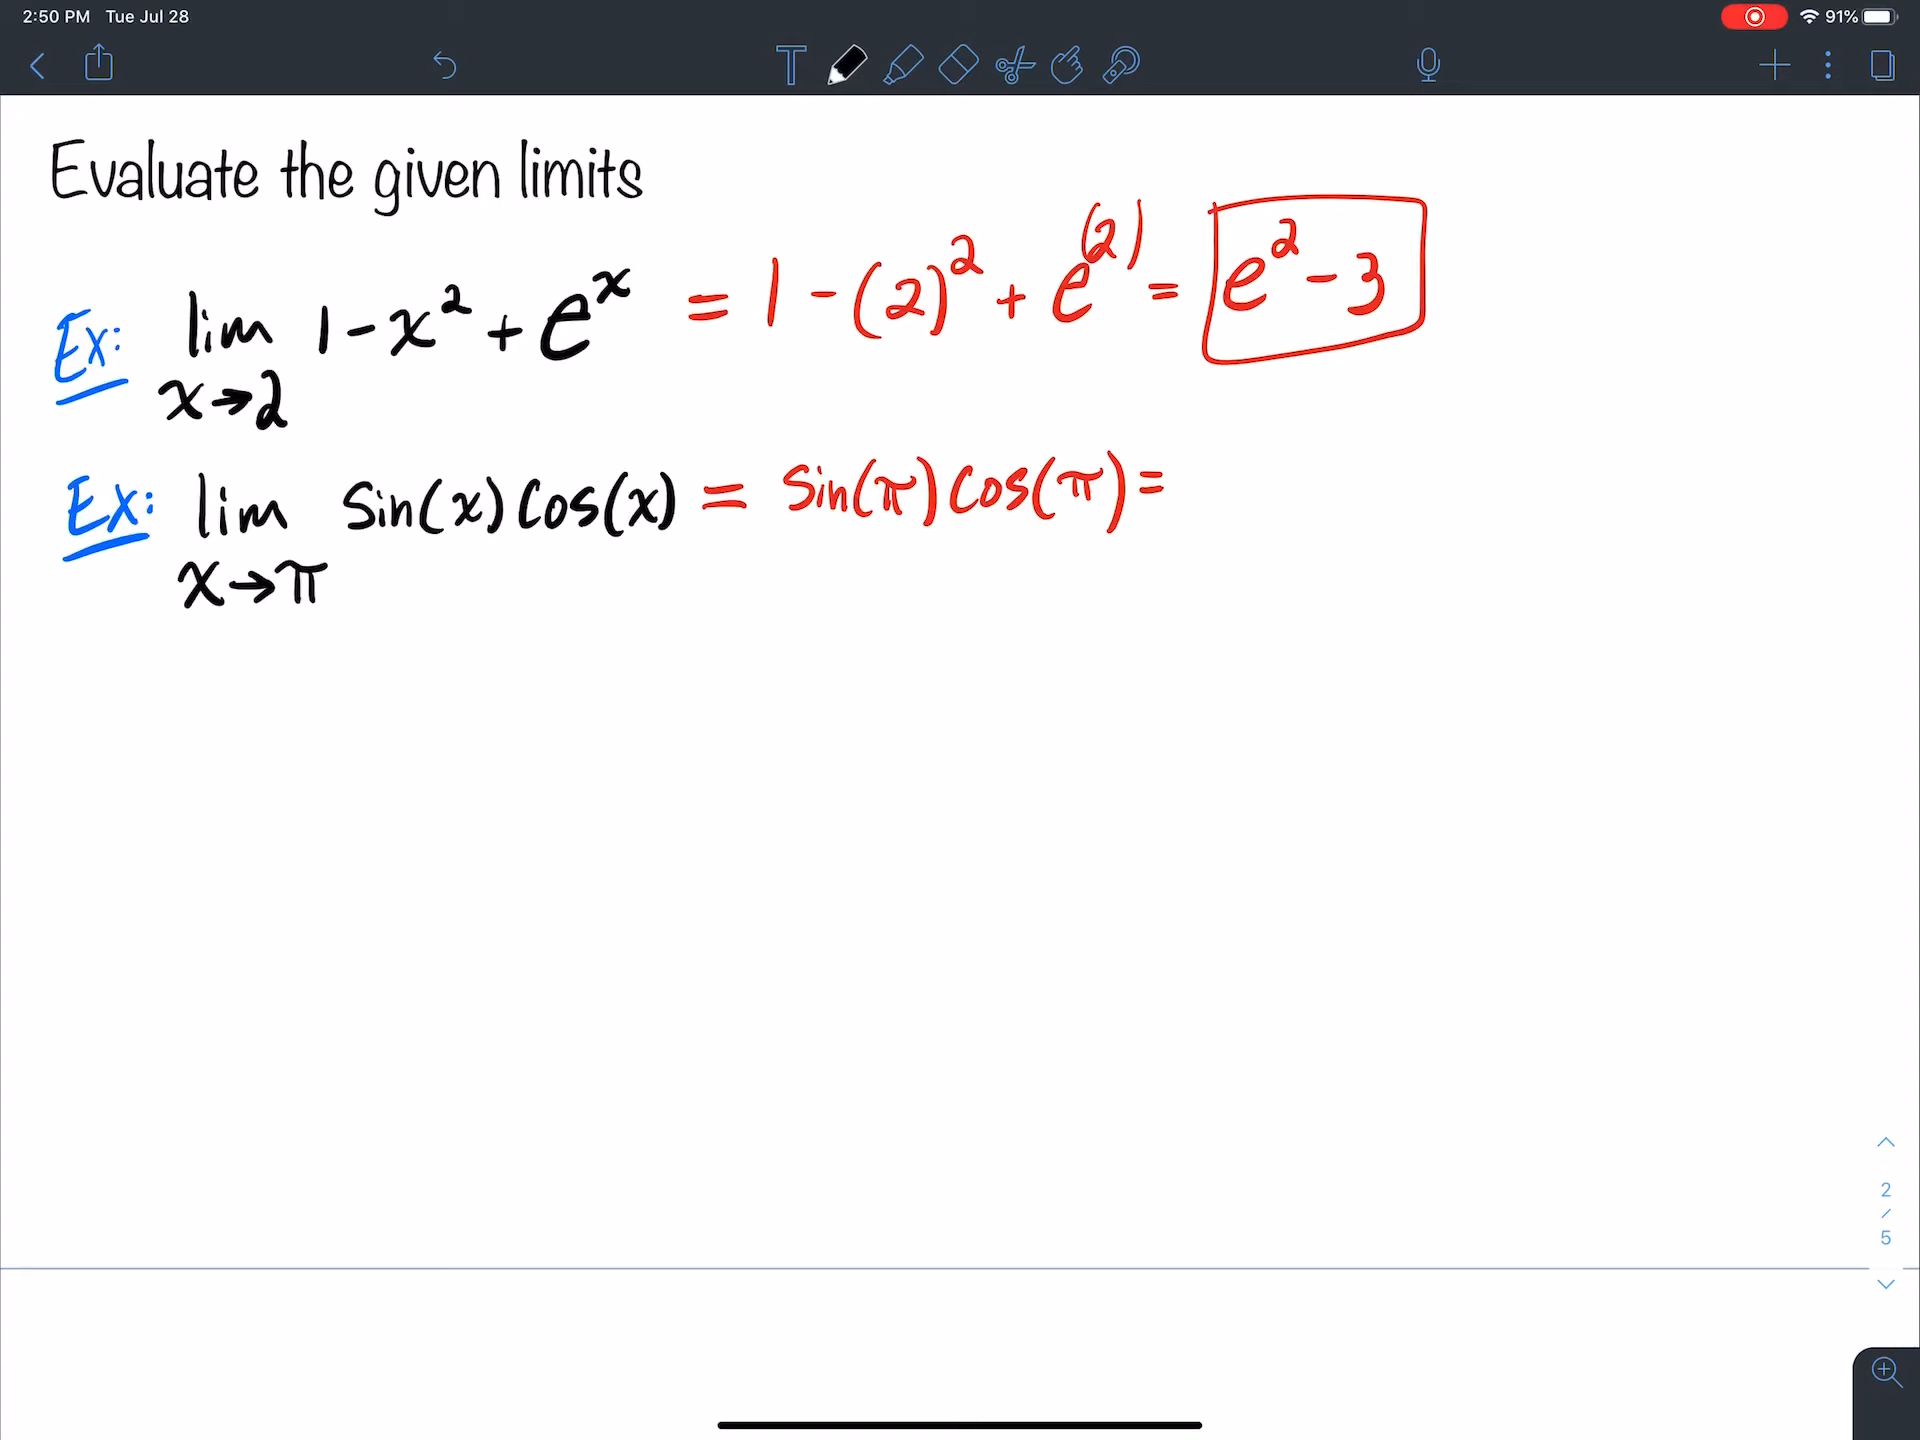 2:50 PM Tue Jul 28 91%
T
Evaluate the given limits
Ex: lim 1 - x² + eˣ = 1 - (2)² + e⁽²⁾ = e² - 3
x→2
Ex: lim Sin(x) Cos(x) = Sin(π) Cos(π) =
x→π
2
/
5